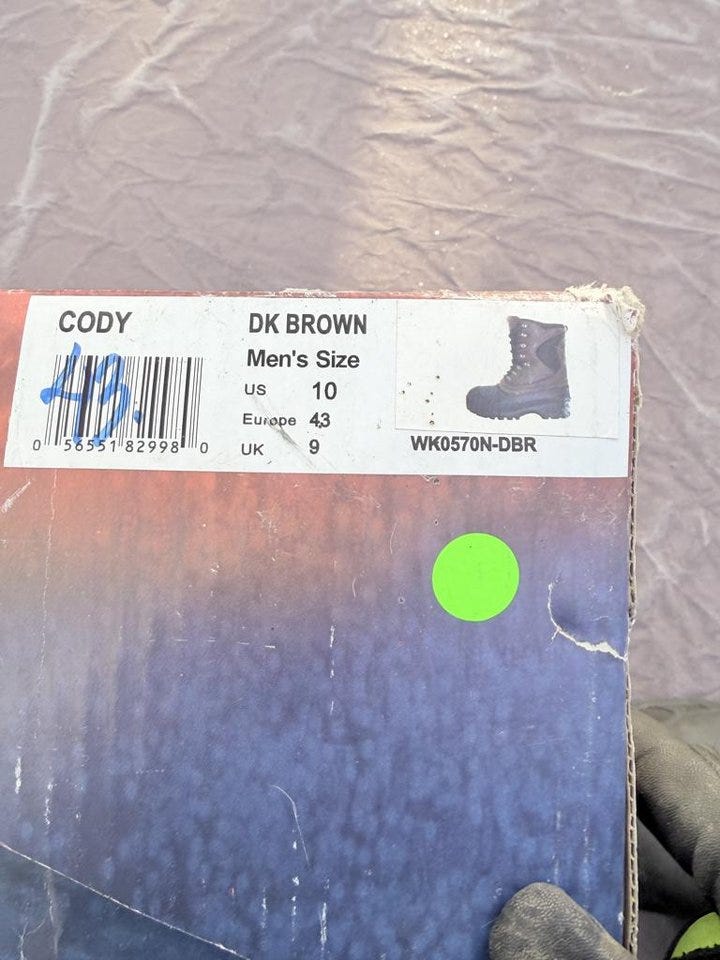 CODY
43.
0 56551 82998 0
DK BROWN
Men's Size
US 10
Europe 43
UK 9
WK0570N-DBR